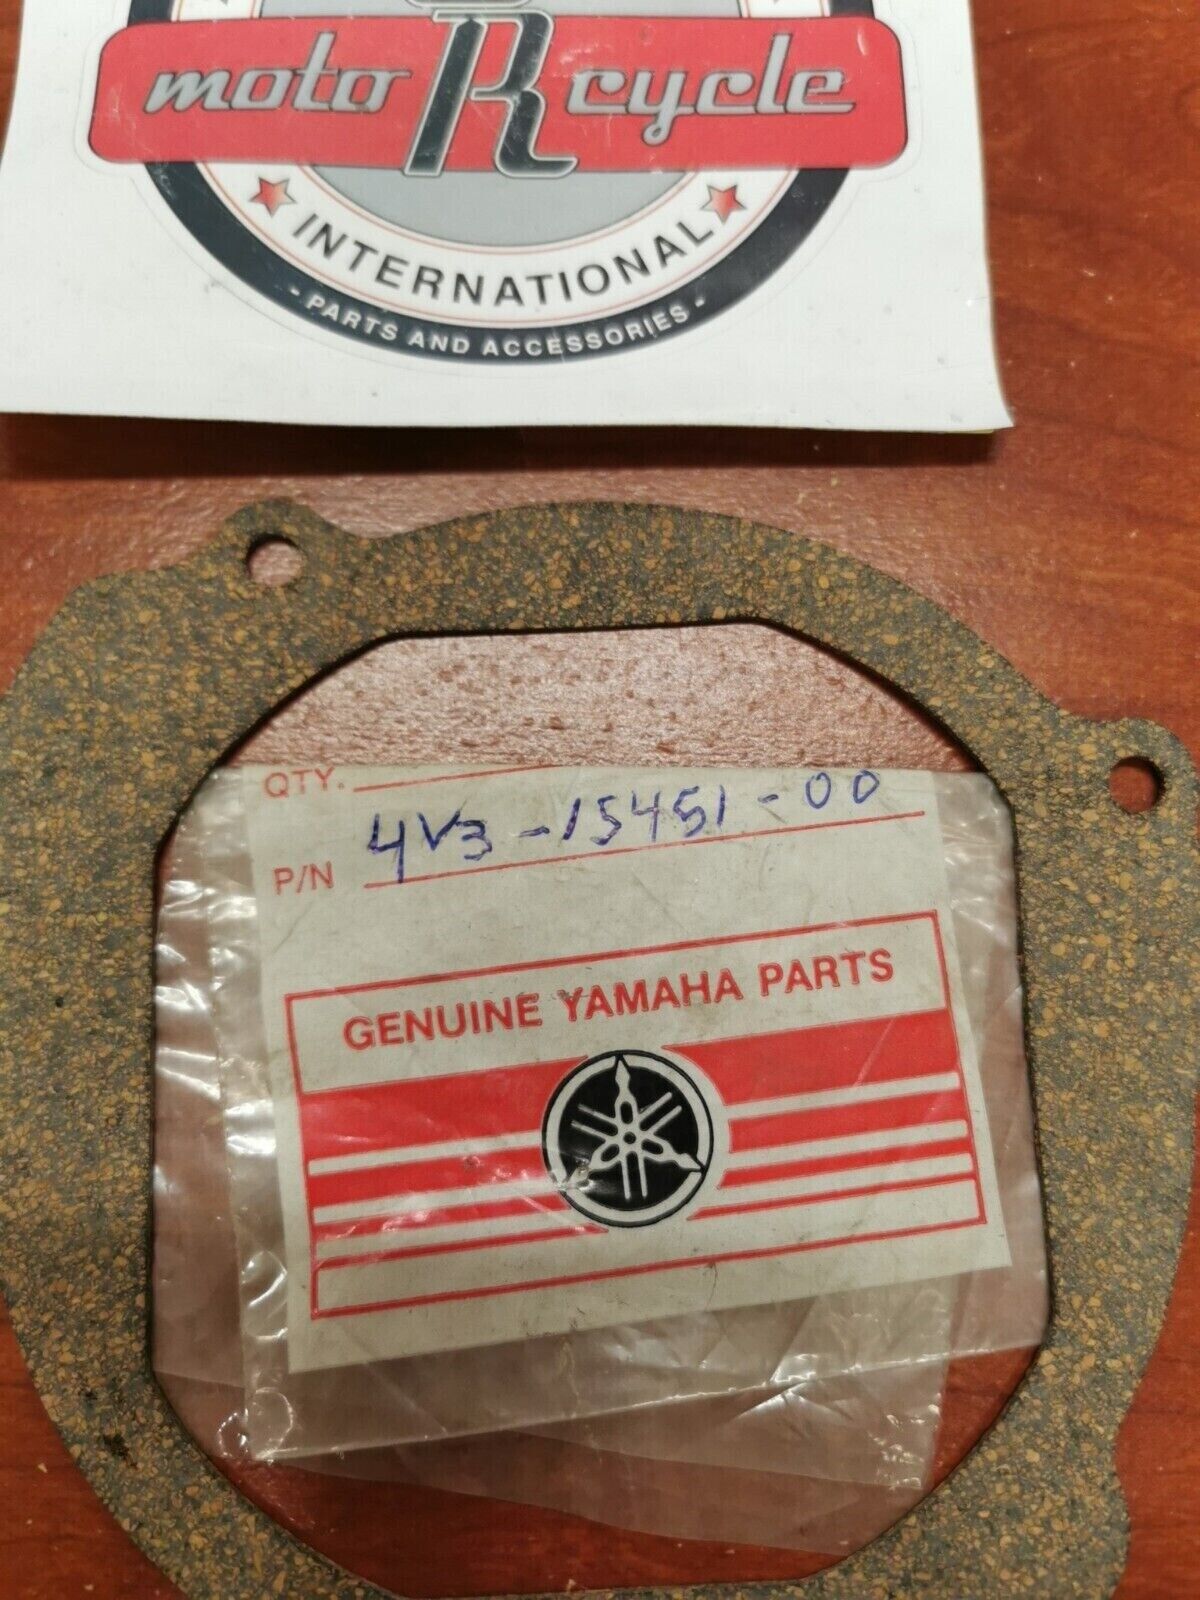 moto R cycle
INTERNATIONAL
- PARTS AND ACCESSORIES -
QTY.
P/N 4V3-15451-00
GENUINE YAMAHA PARTS